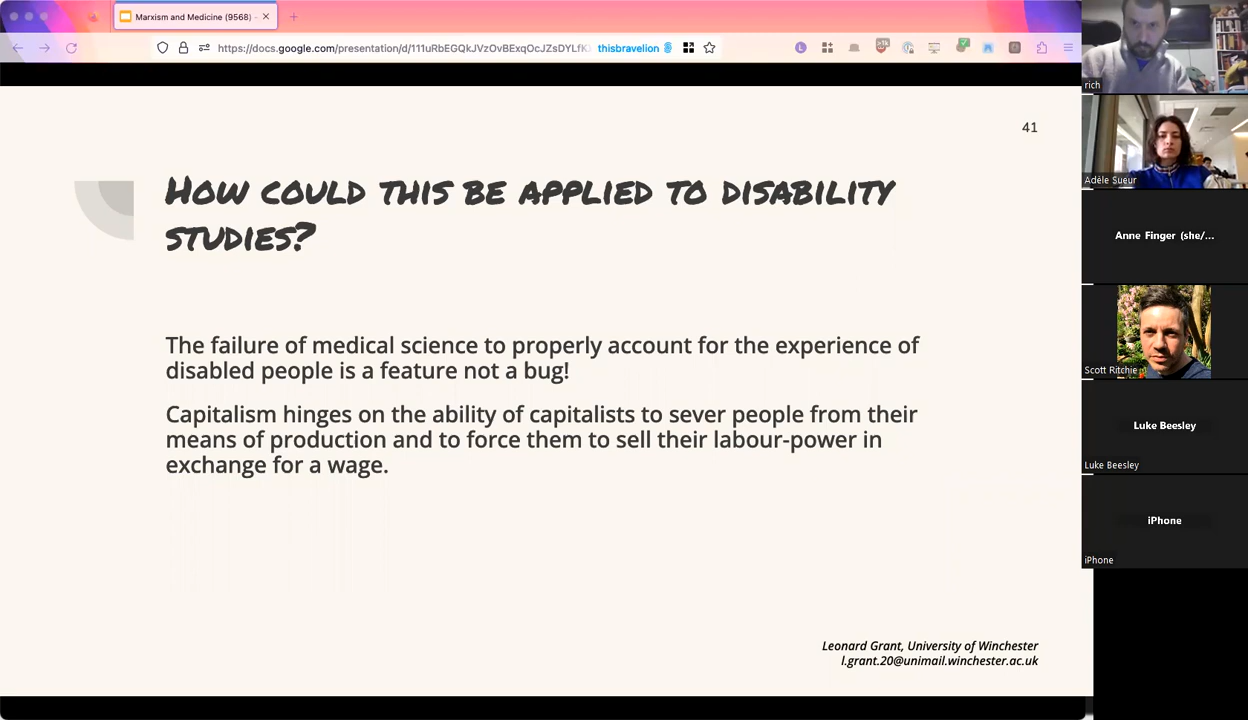 Marxism and Medicine (9568) -
https://docs.google.com/presentation/d/111uRbEGQkJVzOvBExqOcJZsDYLfK
thisbravelion
41
How could this be applied to disability
studies?
The failure of medical science to properly account for the experience of
disabled people is a feature not a bug!
Capitalism hinges on the ability of capitalists to sever people from their
means of production and to force them to sell their labour-power in
exchange for a wage.
Leonard Grant, University of Winchester
l.grant.20@unimail.winchester.ac.uk
rich
Adèle Sueur
Anne Finger (she/...
Scott Ritchie
Luke Beesley
Luke Beesley
iPhone
iPhone